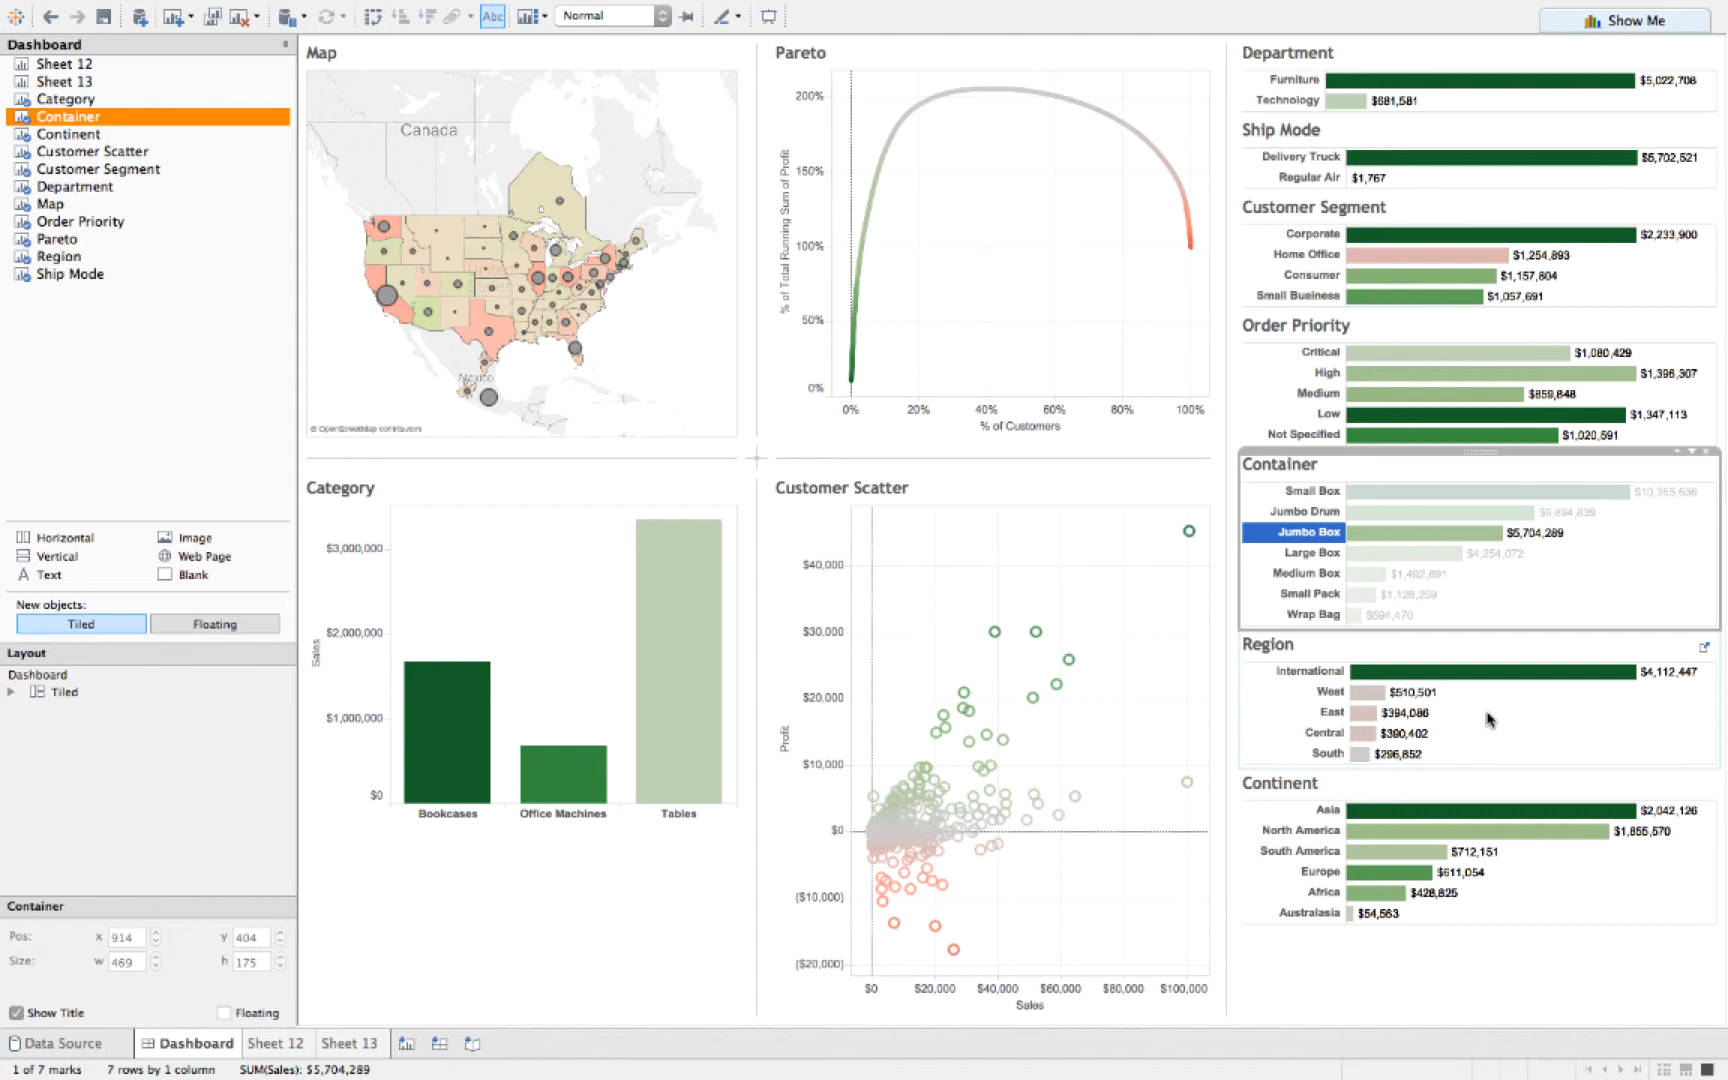 Abc
Normal
Show Me
Dashboard
Sheet 12
Sheet 13
Category
Container
Continent
Customer Scatter
Customer Segment
Department
Map
Order Priority
Pareto
Region
Ship Mode
Horizontal
Image
Vertical
Web Page
Text
Blank
New objects:
Tiled
Floating
Layout
Dashboard
Tiled
Container
Pos:
x 914
y 404
Size:
w 469
h 175
Show Title
Floating
Map
Canada
Mexico
© OpenStreetMap contributors
Pareto
% of Total Running Sum of Profit
200%
150%
100%
50%
0%
0% 20% 40% 60% 80% 100%
% of Customers
Category
Sales
$3,000,000
$2,000,000
$1,000,000
$0
Bookcases Office Machines Tables
Customer Scatter
Profit
$40,000
$30,000
$20,000
$10,000
$0
($10,000)
($20,000)
$0 $20,000 $40,000 $60,000 $80,000 $100,000
Sales
Department
Furniture $5,022,708
Technology $681,581
Ship Mode
Delivery Truck $5,702,521
Regular Air $1,767
Customer Segment
Corporate $2,233,900
Home Office $1,254,893
Consumer $1,157,804
Small Business $1,057,691
Order Priority
Critical $1,080,429
High $1,396,307
Medium $859,848
Low $1,347,113
Not Specified $1,020,591
Container
Small Box $10,365,636
Jumbo Drum $6,894,839
Jumbo Box $5,704,289
Large Box $4,254,072
Medium Box $1,492,891
Small Pack $1,128,259
Wrap Bag $594,470
Region
International $4,112,447
West $510,501
East $394,086
Central $390,402
South $296,852
Continent
Asia $2,042,126
North America $1,855,570
South America $712,151
Europe $611,054
Africa $428,825
Australasia $54,563
Data Source
Dashboard
Sheet 12
Sheet 13
1 of 7 marks 7 rows by 1 column SUM(Sales): $5,704,289